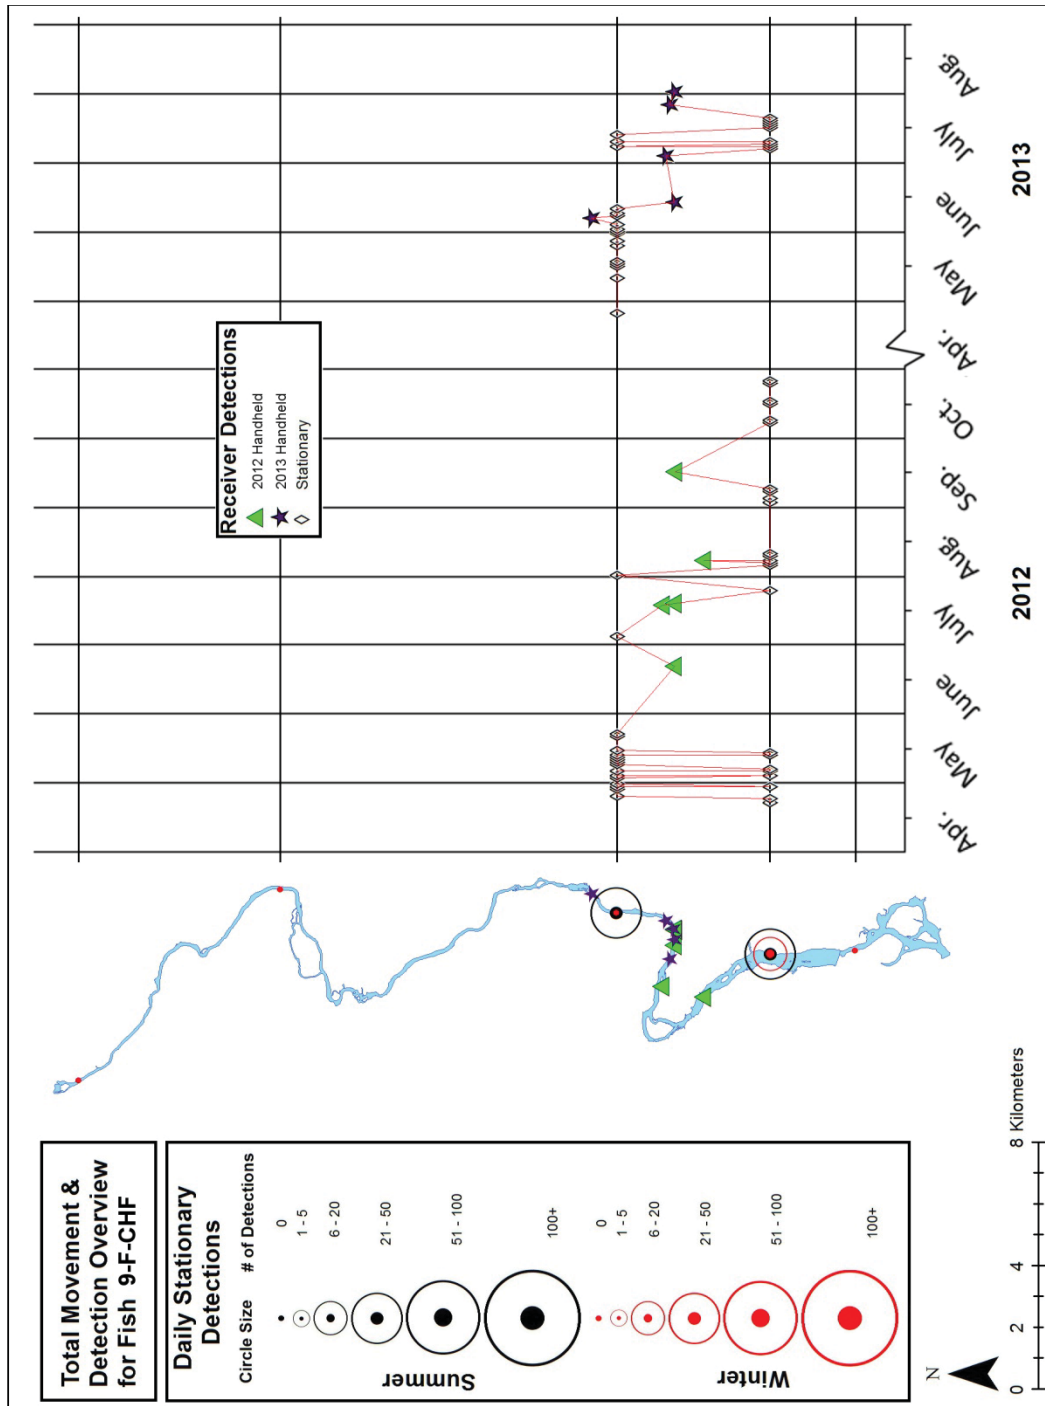 Total Movement &
Detection Overview
for Fish 9-F-CHF
Daily Stationary
Detections
Circle Size # of Detections
Summer
0
1 - 5
6 - 20
21 - 50
51 - 100
100+
Winter
0
1 - 5
6 - 20
21 - 50
51 - 100
100+
N
0 2 4 8 Kilometers
Receiver Detections
2012 Handheld
2013 Handheld
Stationary
Apr. May June July Aug. Sep. Oct. Apr. May June July Aug.
2012 2013